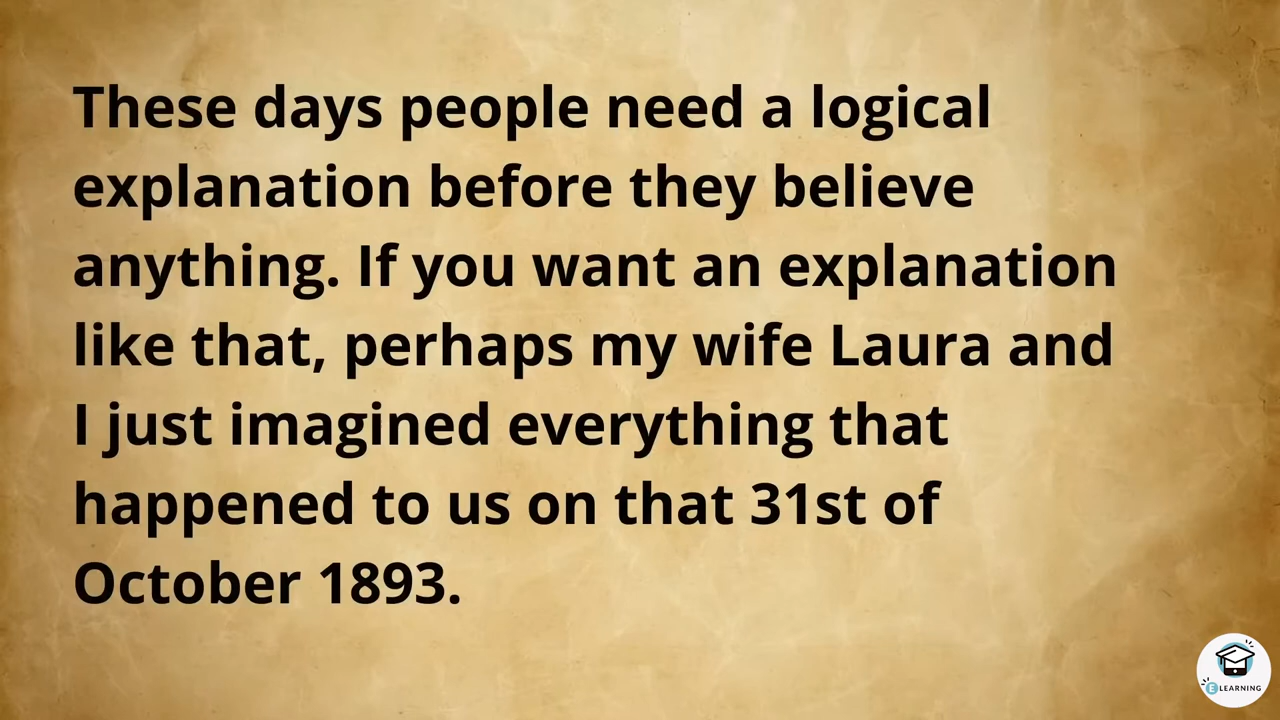 These days people need a logical
explanation before they believe
anything. If you want an explanation
like that, perhaps my wife Laura and
I just imagined everything that
happened to us on that 31st of
October 1893.
E LEARNING